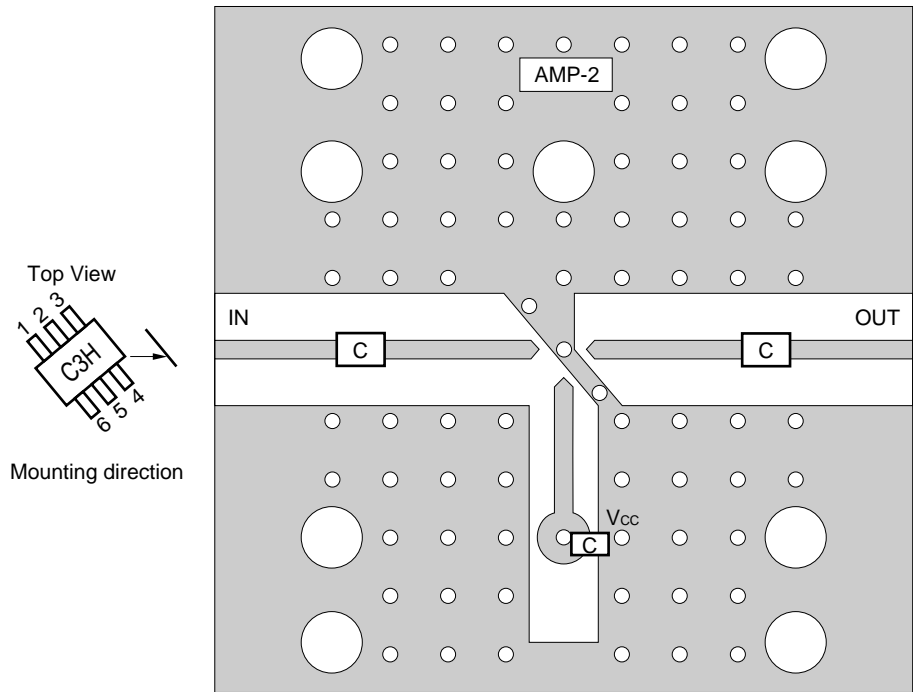 AMP-2
Top View
1 2 3
C3H
6 5 4
Mounting direction
IN
OUT
C
C
VCC
C